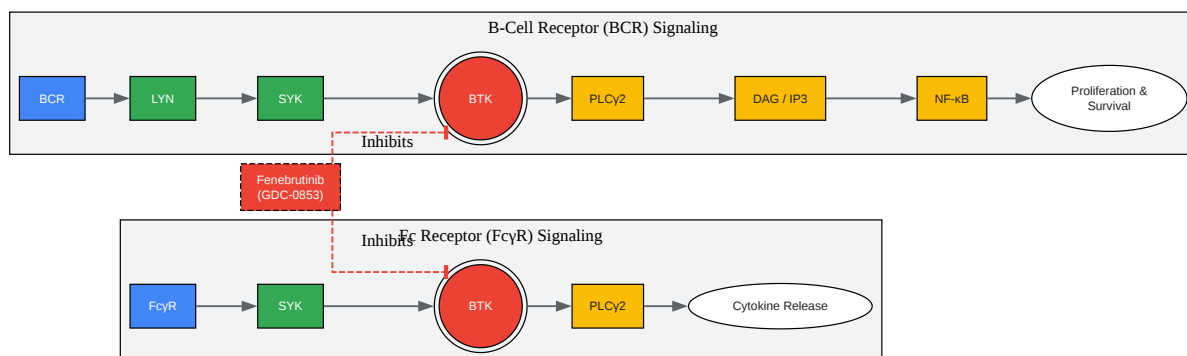 B-Cell Receptor (BCR) Signaling
BCR
LYN
SYK
BTK
PLCγ2
DAG / IP3
NF-κB
Proliferation &
Survival
Inhibits
Fenebrutinib
(GDC-0853)
Fc Receptor (FcγR) Signaling
Inhibits
FcγR
SYK
BTK
PLCγ2
Cytokine Release